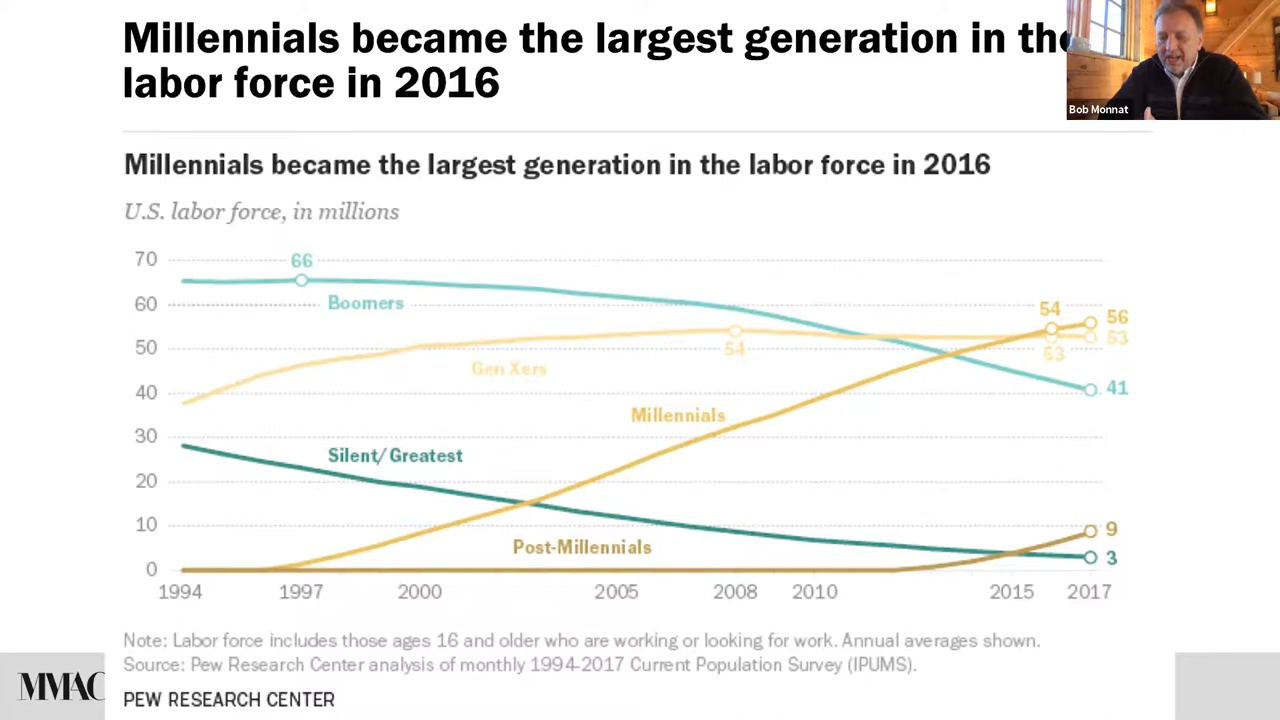 Millennials became the largest generation in the
labor force in 2016
Bob Monnat
Millennials became the largest generation in the labor force in 2016
U.S. labor force, in millions
70
60
50
40
30
20
10
0
66
Boomers
54
Gen Xers
Millennials
Silent/Greatest
Post-Millennials
54
53
56
53
41
9
3
1994 1997 2000 2005 2008 2010 2015 2017
Note: Labor force includes those ages 16 and older who are working or looking for work. Annual averages shown.
Source: Pew Research Center analysis of monthly 1994-2017 Current Population Survey (IPUMS).
PEW RESEARCH CENTER
MMAC